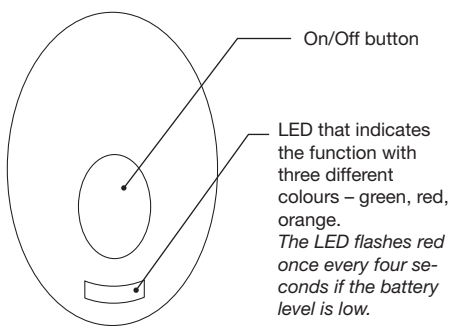 On/Off button
LED that indicates
the function with
three different
colours – green, red,
orange.
The LED flashes red
once every four se-
conds if the battery
level is low.